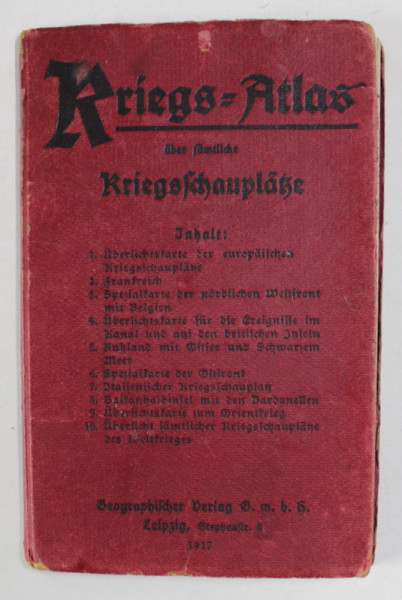 Kriegs-Atlas
über sämtliche
Kriegsschauplätze
Inhalt:
1. Übersichtskarte der europäischen
Kriegsschauplätze
2. Frankreich
3. Spezialkarte der nördlichen Westfront
mit Belgien
4. Übersichtskarte für die Ereignisse im
Kanal und auf den britischen Inseln
5. Rußland mit Ostsee und Schwarzem
Meer
6. Spezialkarte der Ostfront
7. Italienischer Kriegsschauplatz
8. Balkanhalbinsel mit den Dardanellen
9. Übersichtskarte zum Orientkrieg
10. Übersicht sämtlicher Kriegsschauplätze
des Weltkrieges
Geographischer Verlag G. m. b. H.
Leipzig, Stephanstr.
1917